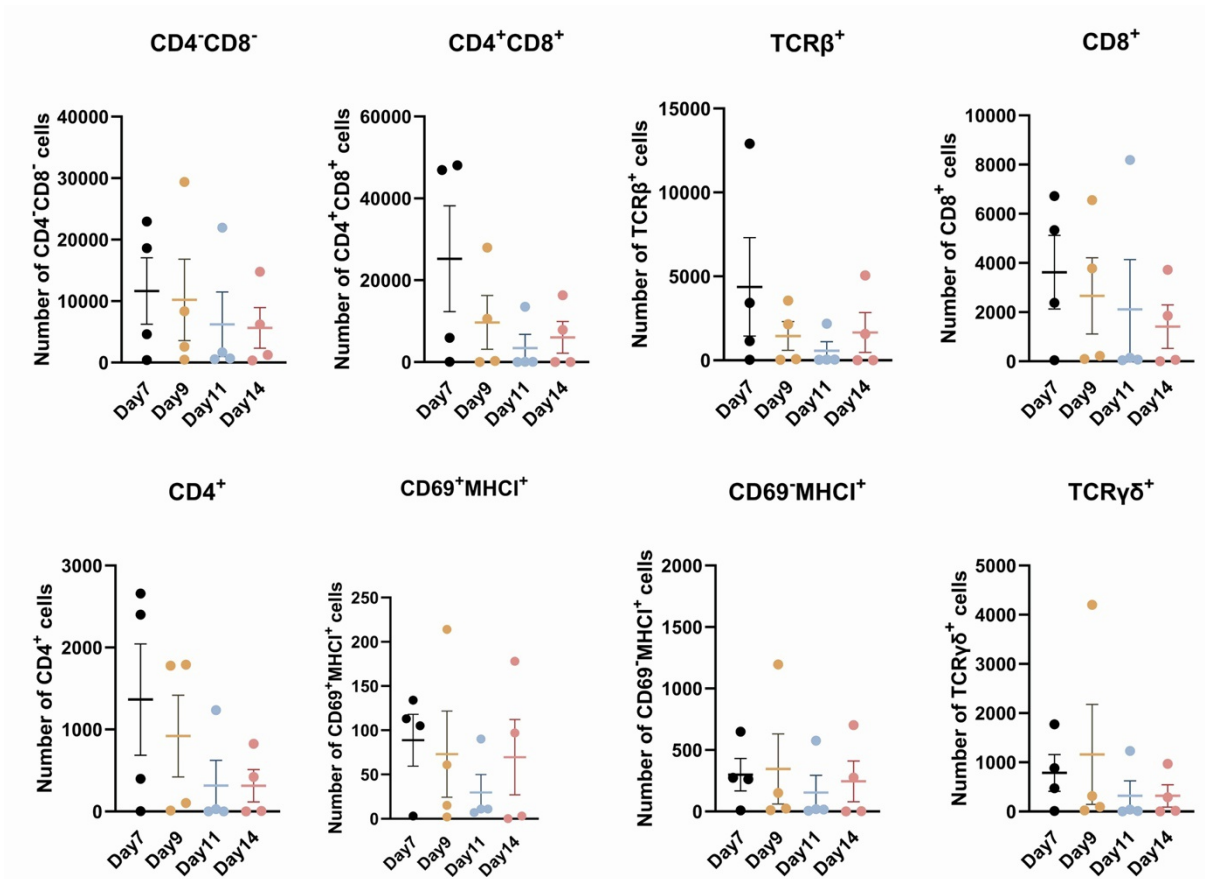 CD4⁻CD8⁻
CD4⁺CD8⁺
TCRβ⁺
CD8⁺
Number of CD4⁻CD8⁻ cells
40000
30000
20000
10000
0
Day7
Day9
Day11
Day14
Number of CD4⁺CD8⁺ cells
60000
40000
20000
0
Day7
Day9
Day11
Day14
Number of TCRβ⁺ cells
15000
10000
5000
0
Day7
Day9
Day11
Day14
Number of CD8⁺ cells
10000
8000
6000
4000
2000
0
Day7
Day9
Day11
Day14
CD4⁺
CD69⁺MHCI⁺
CD69⁻MHCI⁺
TCRγδ⁺
Number of CD4⁺ cells
3000
2000
1000
0
Day7
Day9
Day11
Day14
Number of CD69⁺MHCI⁺ cells
250
200
150
100
50
0
Day7
Day9
Day11
Day14
Number of CD69⁻MHCI⁺ cells
2000
1500
1000
500
0
Day7
Day9
Day11
Day14
Number of TCRγδ⁺ cells
5000
4000
3000
2000
1000
0
Day7
Day9
Day11
Day14